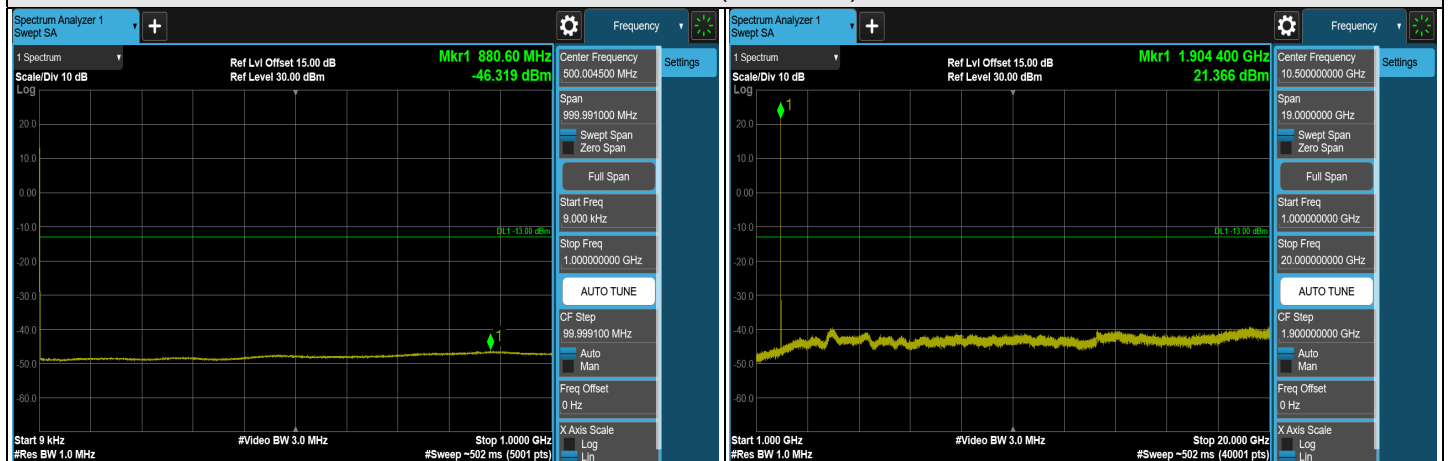 Spectrum Analyzer 1
Swept SA
+
Frequency
1 Spectrum
Scale/Div 10 dB
Log
Ref Lvl Offset 15.00 dB
Ref Level 30.00 dBm
Mkr1 880.60 MHz
-46.319 dBm
20.0
10.0
0.00
-10.0
-20.0
-30.0
-40.0
-50.0
-60.0
DL1 -13.00 dBm
1
Start 9 kHz
#Res BW 1.0 MHz
#Video BW 3.0 MHz
Stop 1.0000 GHz
#Sweep ~502 ms (5001 pts)
Center Frequency
500.004500 MHz
Span
999.991000 MHz
Swept Span
Zero Span
Full Span
Start Freq
9.000 kHz
Stop Freq
1.000000000 GHz
AUTO TUNE
CF Step
99.999100 MHz
Auto
Man
Freq Offset
0 Hz
X Axis Scale
Log
Lin
Settings
Spectrum Analyzer 1
Swept SA
+
Frequency
1 Spectrum
Scale/Div 10 dB
Log
Ref Lvl Offset 15.00 dB
Ref Level 30.00 dBm
Mkr1 1.904 400 GHz
21.366 dBm
1
20.0
10.0
0.00
-10.0
-20.0
-30.0
-40.0
-50.0
-60.0
DL1 -13.00 dBm
Start 1.000 GHz
#Res BW 1.0 MHz
#Video BW 3.0 MHz
Stop 20.000 GHz
#Sweep ~502 ms (40001 pts)
Center Frequency
10.500000000 GHz
Span
19.0000000 GHz
Swept Span
Zero Span
Full Span
Start Freq
1.000000000 GHz
Stop Freq
20.000000000 GHz
AUTO TUNE
CF Step
1.900000000 GHz
Auto
Man
Freq Offset
0 Hz
X Axis Scale
Log
Lin
Settings